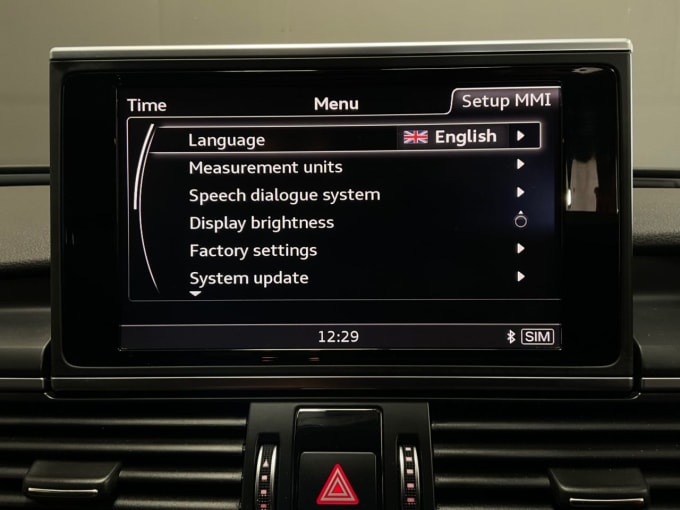 Time Menu Setup MMI
Language English
Measurement units
Speech dialogue system
Display brightness
Factory settings
System update
12:29 SIM